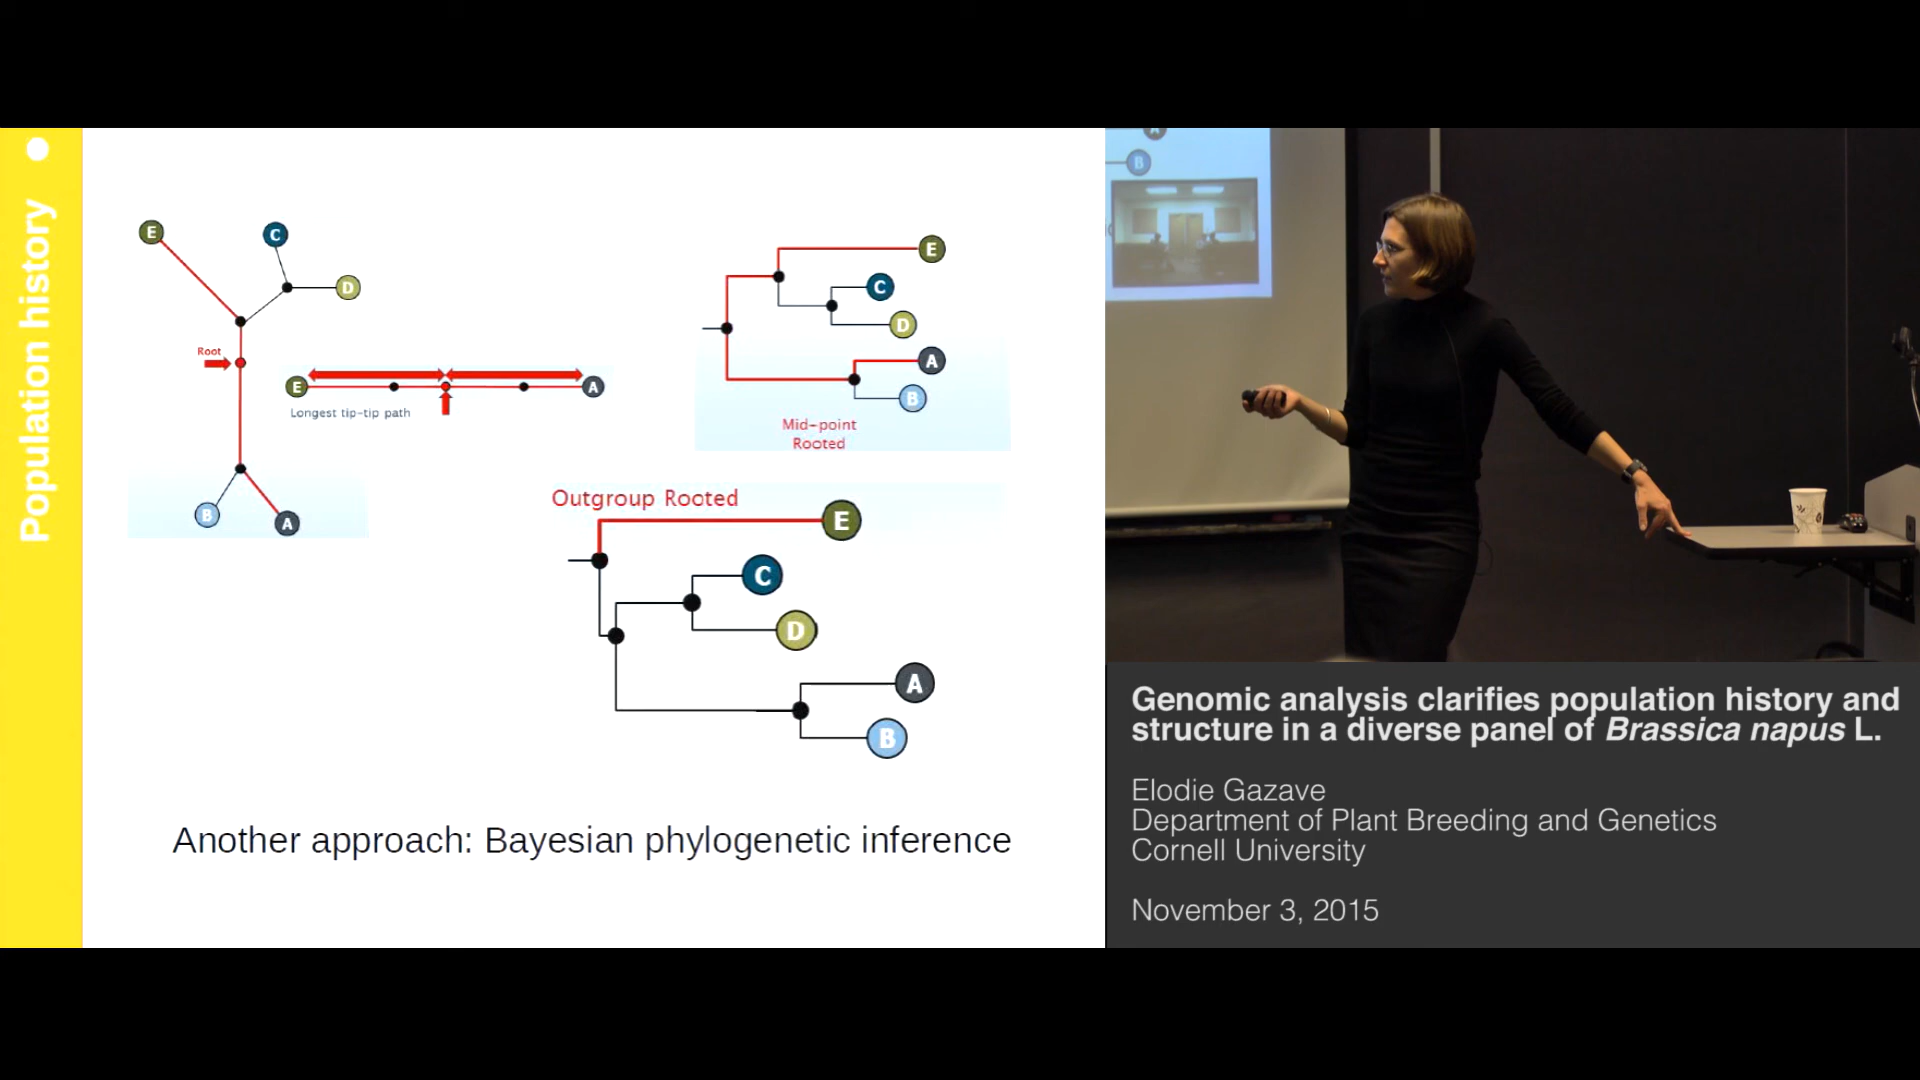 Population history
E
C
D
Root
E
A
Longest tip-tip path
B
A
E
C
D
A
B
Mid-point
Rooted
Outgroup Rooted
E
C
D
A
B
Another approach: Bayesian phylogenetic inference
A
B
Genomic analysis clarifies population history and
structure in a diverse panel of Brassica napus L.
Elodie Gazave
Department of Plant Breeding and Genetics
Cornell University
November 3, 2015